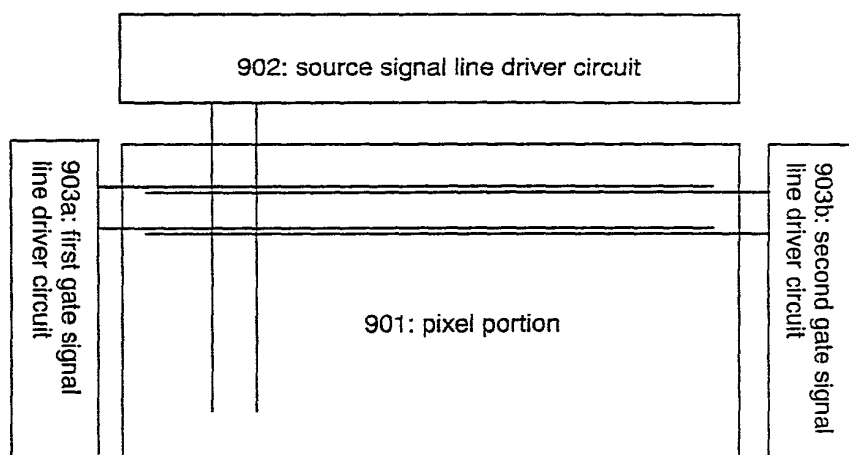 902: source signal line driver circuit
903a: first gate signal
line driver circuit
901: pixel portion
903b: second gate signal
line driver circuit